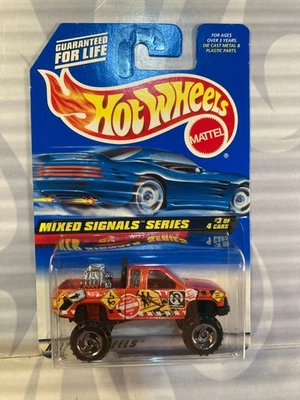 GUARANTEED
FOR LIFE
FOR AGES
OVER 3 YEARS.
DIE CAST METAL &
PLASTIC PARTS.
Hot Wheels
MATTEL
MIXED SIGNALS™ SERIES
#3 OF
4 CARS